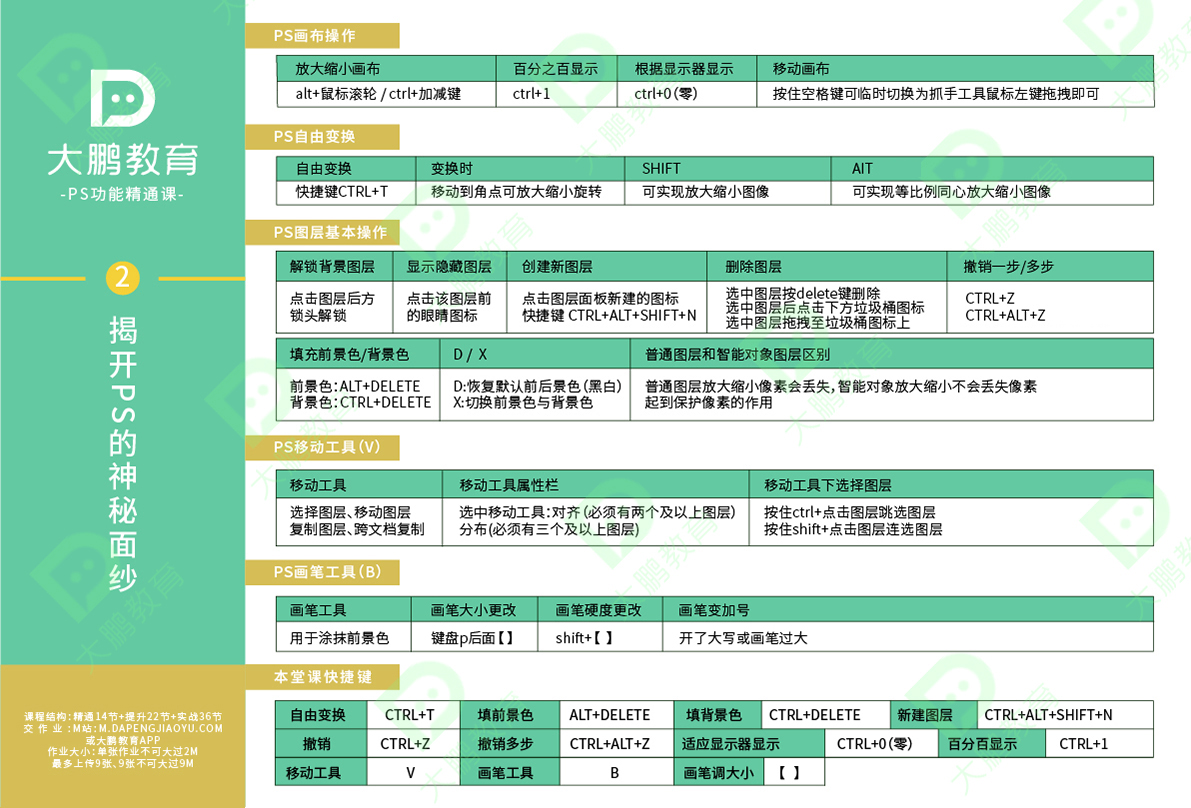 大鹏教育
-PS功能精通课-
2
揭开PS的神秘面纱
课程结构：精通14节+提升22节+实战36节
交 作 业：M站：M.DAPENGJIAOYU.COM
或大鹏教育APP
作业大小：单张作业不可大过2M
最多上传9张、9张不可大过9M
PS画布操作
放大缩小画布 百分之百显示 根据显示器显示 移动画布
alt+鼠标滚轮 / ctrl+加减键 ctrl+1 ctrl+0（零） 按住空格键可临时切换为抓手工具鼠标左键拖拽即可
PS自由变换
自由变换 变换时 SHIFT AIT
快捷键CTRL+T 移动到角点可放大缩小旋转 可实现放大缩小图像 可实现等比例同心放大缩小图像
PS图层基本操作
解锁背景图层 显示隐藏图层 创建新图层 删除图层 撤销一步/多步
点击图层后方
锁头解锁
点击该图层前
的眼睛图标
点击图层面板新建的图标
快捷键 CTRL+ALT+SHIFT+N
选中图层按delete键删除
选中图层后点击下方垃圾桶图标
选中图层拖拽至垃圾桶图标上
CTRL+Z
CTRL+ALT+Z
填充前景色/背景色 D / X 普通图层和智能对象图层区别
前景色：ALT+DELETE
背景色：CTRL+DELETE
D:恢复默认前后景色（黑白）
X:切换前景色与背景色
普通图层放大缩小像素会丢失，智能对象放大缩小不会丢失像素
起到保护像素的作用
PS移动工具（V）
移动工具 移动工具属性栏 移动工具下选择图层
选择图层、移动图层
复制图层、跨文档复制
选中移动工具：对齐（必须有两个及以上图层）
分布(必须有三个及以上图层)
按住ctrl+点击图层跳选图层
按住shift+点击图层连选图层
PS画笔工具（B）
画笔工具 画笔大小更改 画笔硬度更改 画笔变加号
用于涂抹前景色 键盘p后面【 】 shift+【 】 开了大写或画笔过大
本堂课快捷键
自由变换 CTRL+T 填前景色 ALT+DELETE 填背景色 CTRL+DELETE 新建图层 CTRL+ALT+SHIFT+N
撤销 CTRL+Z 撤销多步 CTRL+ALT+Z 适应显示器显示 CTRL+0（零） 百分百显示 CTRL+1
移动工具 V 画笔工具 B 画笔调大小 【 】